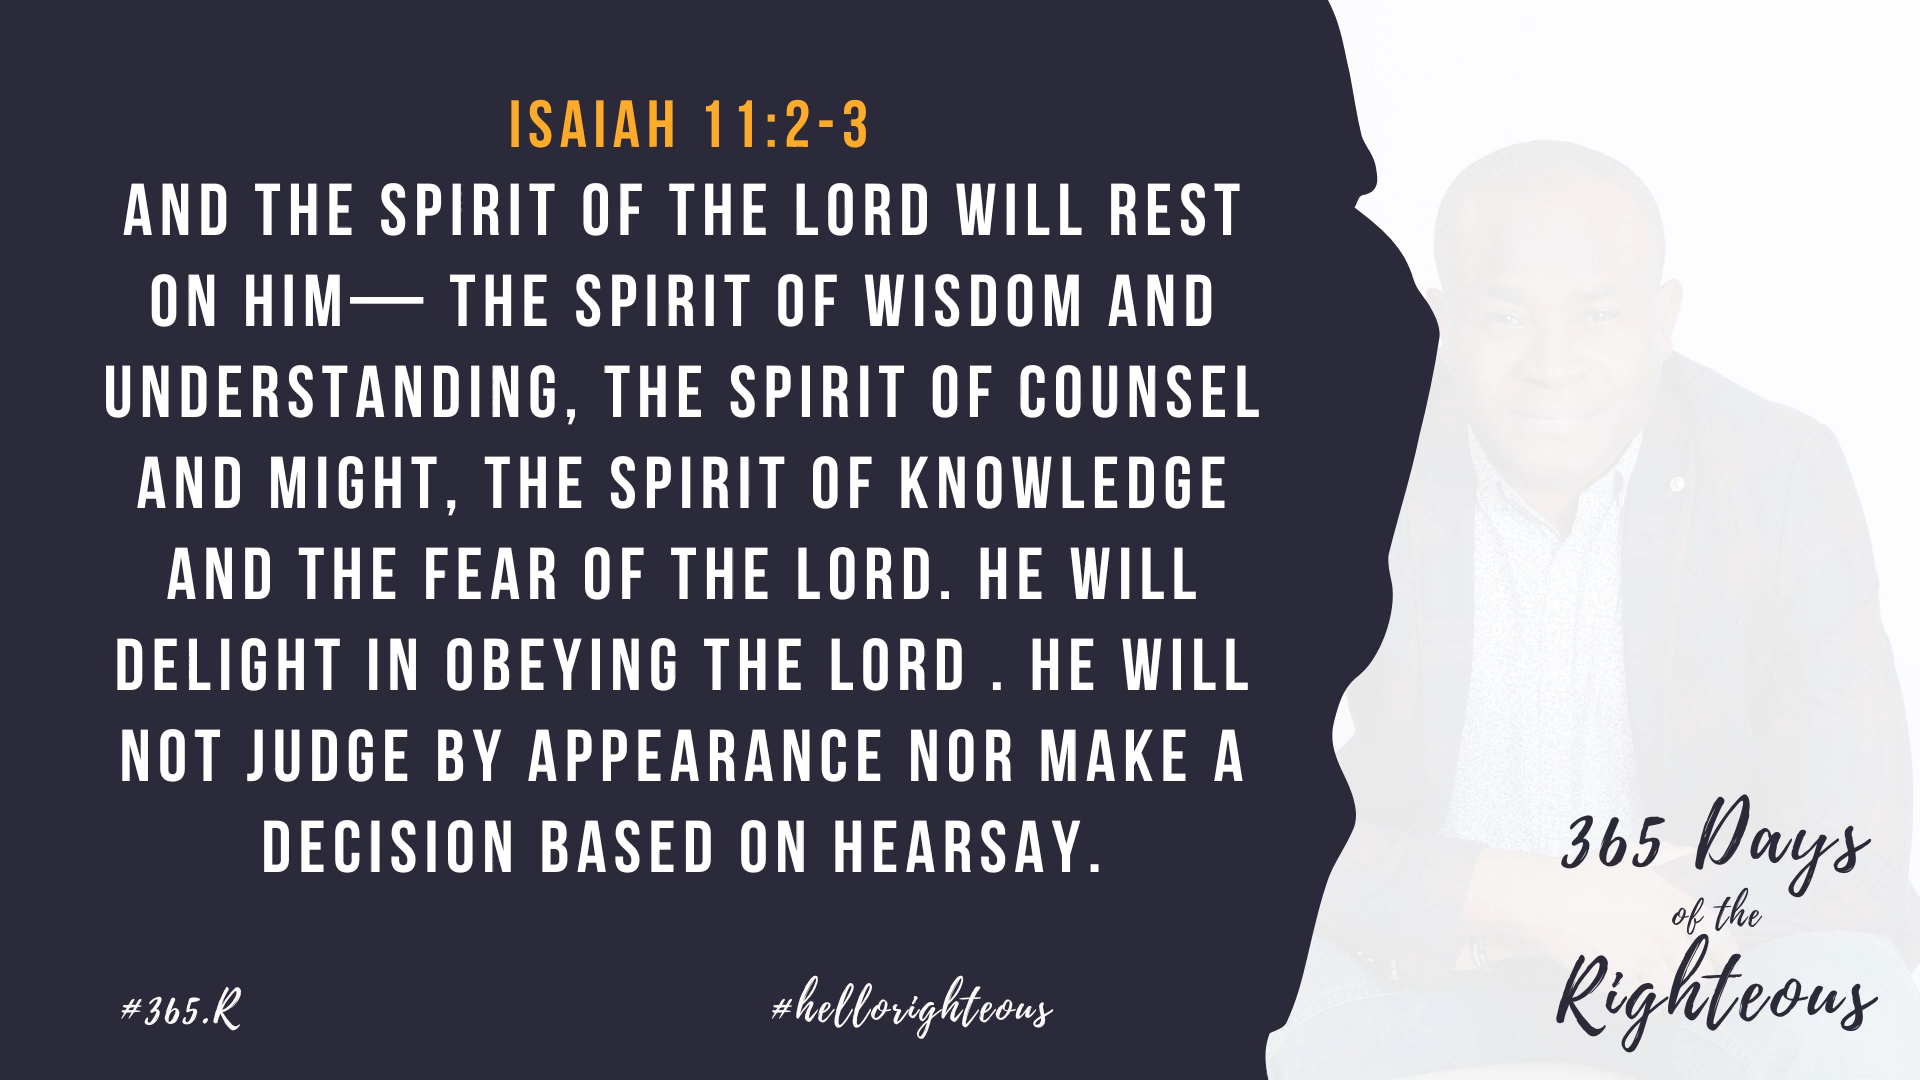 ISAIAH 11:2-3
AND THE SPIRIT OF THE LORD WILL REST
ON HIM— THE SPIRIT OF WISDOM AND
UNDERSTANDING, THE SPIRIT OF COUNSEL
AND MIGHT, THE SPIRIT OF KNOWLEDGE
AND THE FEAR OF THE LORD. HE WILL
DELIGHT IN OBEYING THE LORD . HE WILL
NOT JUDGE BY APPEARANCE NOR MAKE A
DECISION BASED ON HEARSAY.
#365.R
#hellorighteous
365 Days
of the
Righteous